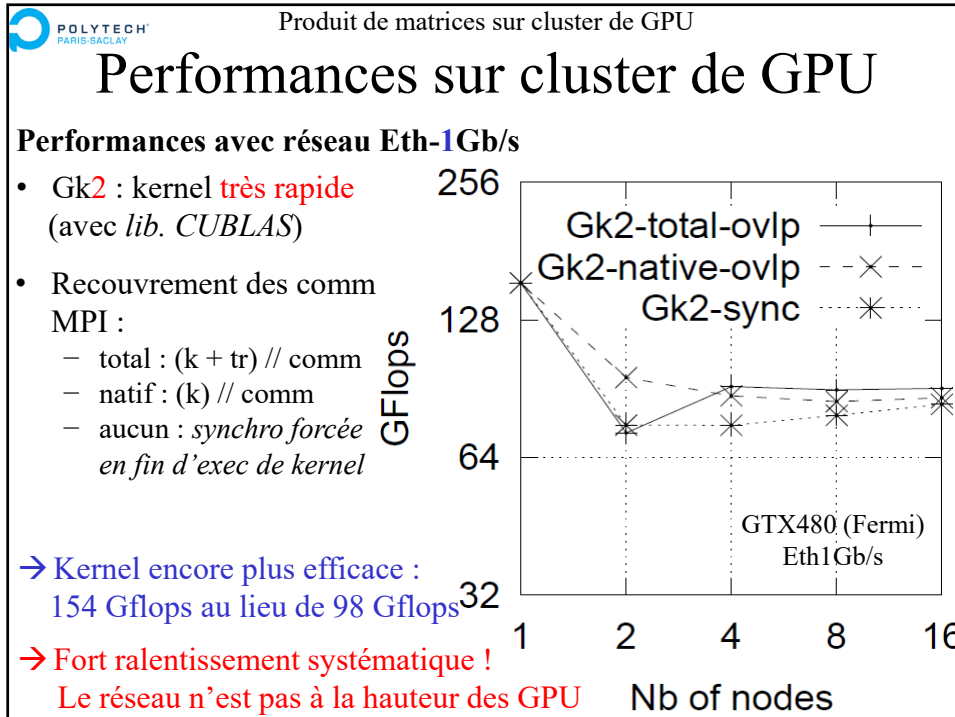 POLYTECH
PARIS-SACLAY
Produit de matrices sur cluster de GPU
Performances sur cluster de GPU
Performances avec réseau Eth-1Gb/s
• Gk2 : kernel très rapide
(avec lib. CUBLAS)
• Recouvrement des comm
MPI :
− total : (k + tr) // comm
− natif : (k) // comm
− aucun : synchro forcée
en fin d'exec de kernel
→ Kernel encore plus efficace :
154 Gflops au lieu de 98 Gflops
→ Fort ralentissement systématique !
Le réseau n'est pas à la hauteur des GPU
GFlops
256
128
64
32
Gk2-total-ovlp
Gk2-native-ovlp
Gk2-sync
GTX480 (Fermi)
Eth1Gb/s
1 2 4 8 16
Nb of nodes